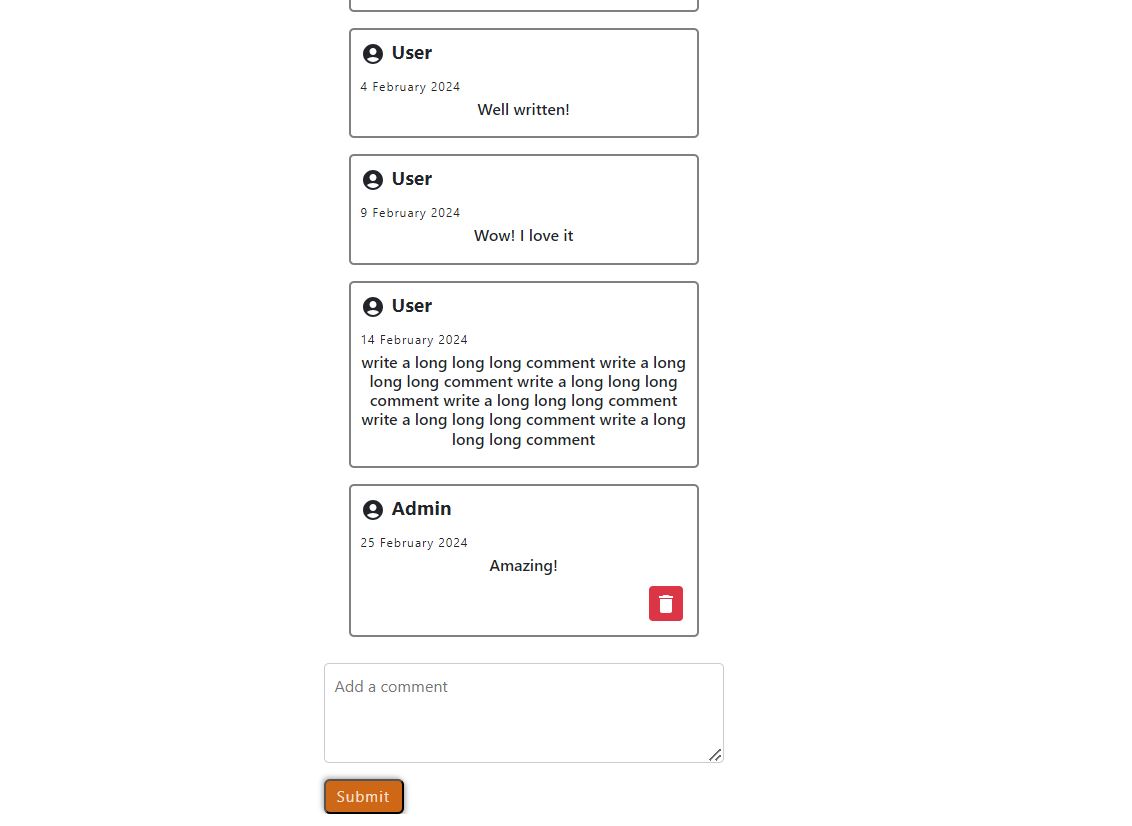 User
4 February 2024
Well written!
User
9 February 2024
Wow! I love it
User
14 February 2024
write a long long long comment write a long
long long comment write a long long long
comment write a long long long comment
write a long long long comment write a long
long long comment
Admin
25 February 2024
Amazing!
Add a comment
Submit